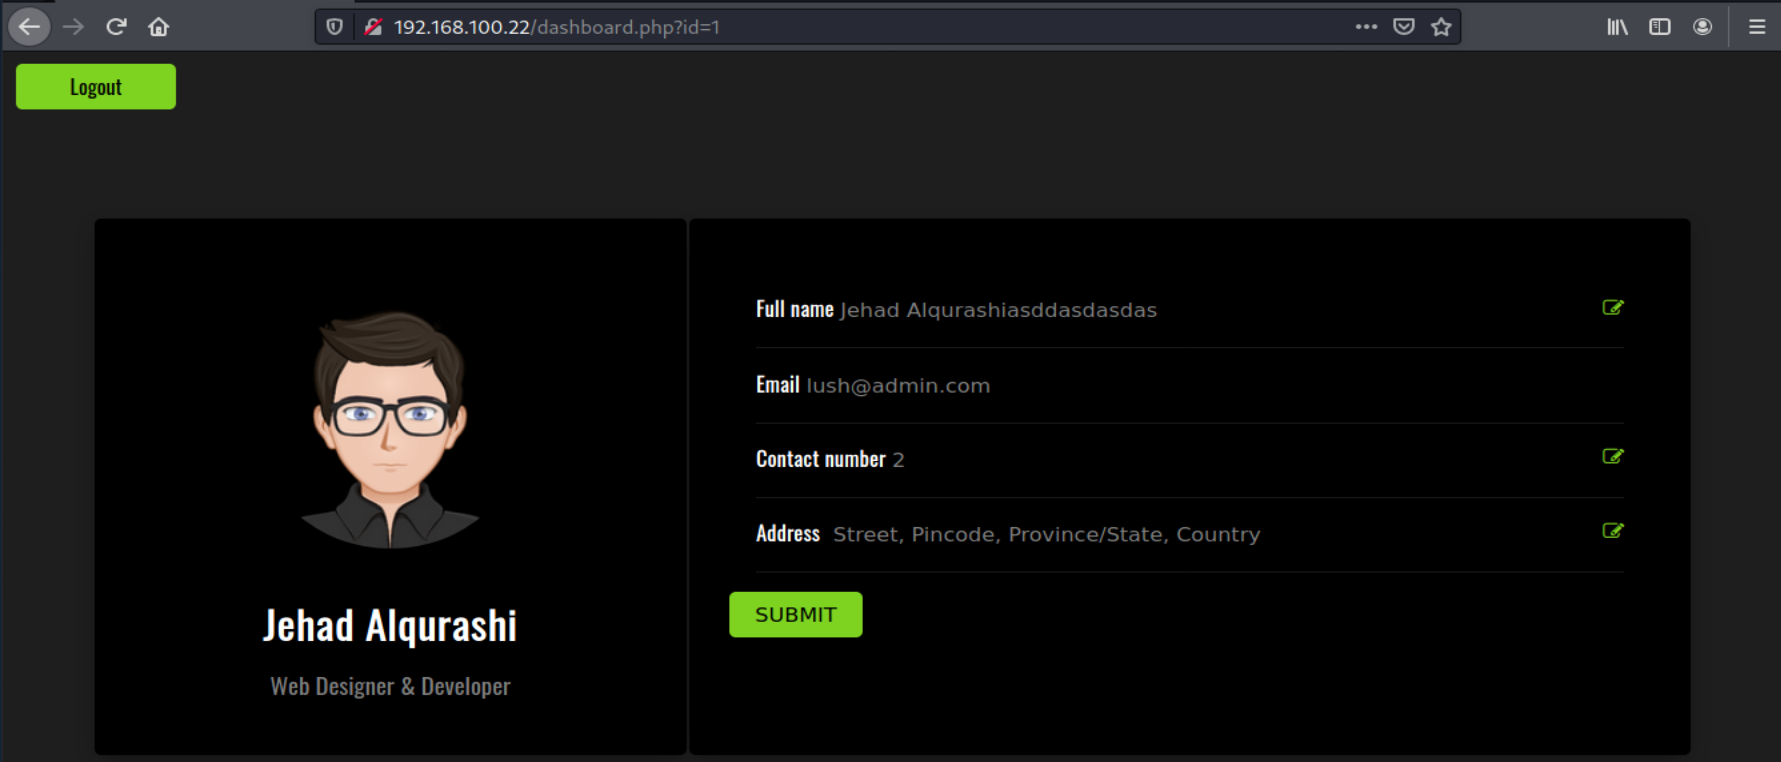 192.168.100.22/dashboard.php?id=1
Logout
Full name Jehad Alqurashiasddasdasdas
Email lush@admin.com
Contact number 2
Address Street, Pincode, Province/State, Country
SUBMIT
Jehad Alqurashi
Web Designer & Developer